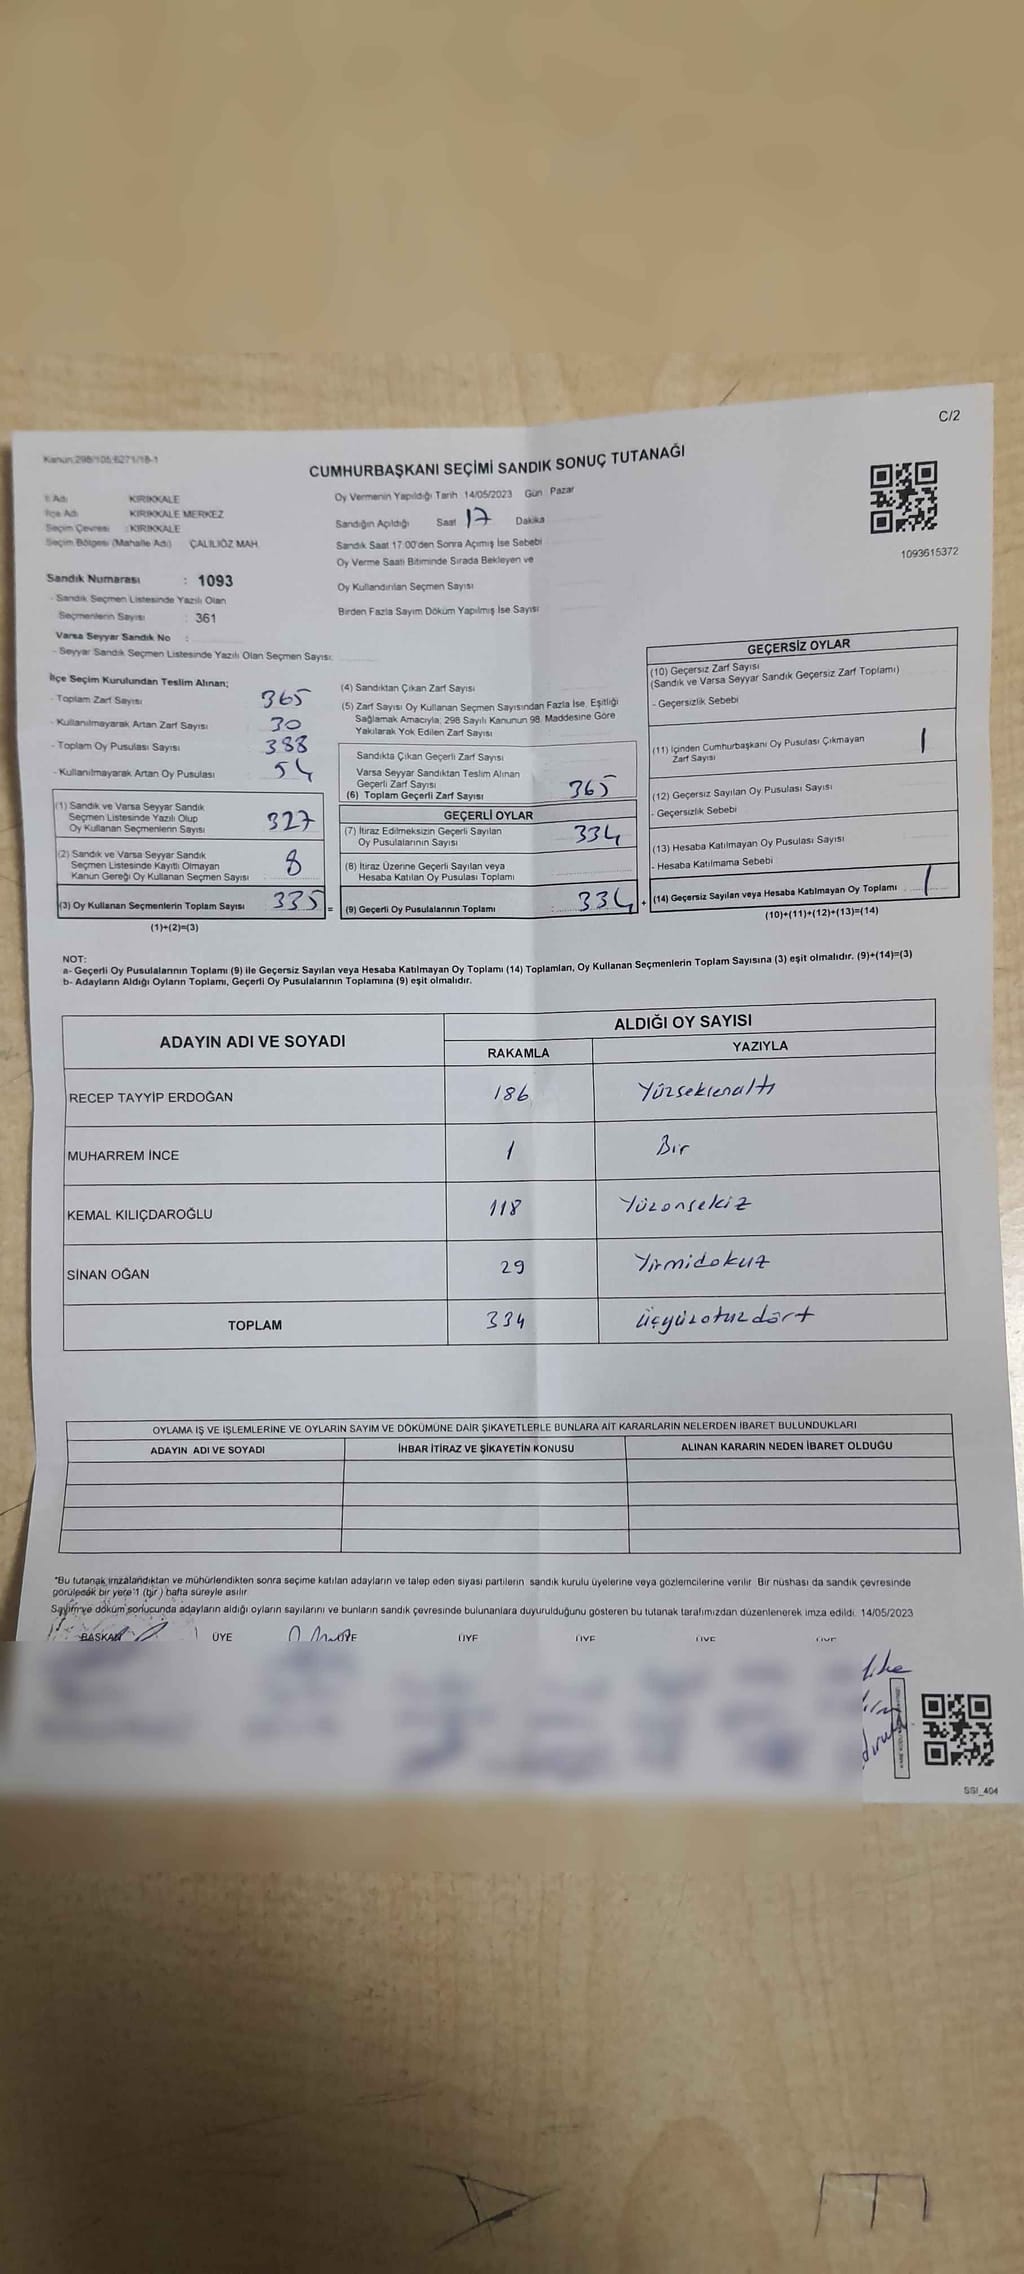 C/2
Kanun:298/105;6271/18-1
CUMHURBAŞKANI SEÇİMİ SANDIK SONUÇ TUTANAĞI
İl Adı : KIRIKKALE
İlçe Adı : KIRIKKALE MERKEZ
Seçim Çevresi : KIRIKKALE
Seçim Bölgesi (Mahalle Adı) ÇALILIÖZ MAH.
Oy Vermenin Yapıldığı Tarih 14/05/2023 Gün Pazar
Sandığın Açıldığı Saat 17 Dakika
Sandık Saat 17:00'den Sonra Açımış İse Sebebi
Oy Verme Saati Bitiminde Sırada Bekleyen ve
Oy Kullandırılan Seçmen Sayısı
Birden Fazla Sayım Döküm Yapılmış İse Sayısı
1093615372
Sandık Numarası : 1093
- Sandık Seçmen Listesinde Yazılı Olan
Seçmenlerin Sayısı : 361
Varsa Seyyar Sandık No :
- Seyyar Sandık Seçmen Listesinde Yazılı Olan Seçmen Sayısı:
İlçe Seçim Kurulundan Teslim Alınan;
- Toplam Zarf Sayısı 365
- Kullanılmayarak Artan Zarf Sayısı 30
- Toplam Oy Pusulası Sayısı 388
- Kullanılmayarak Artan Oy Pusulası 54
(1) Sandık ve Varsa Seyyar Sandık
Seçmen Listesinde Yazılı Olup
Oy Kullanan Seçmenlerin Sayısı 327
(2) Sandık ve Varsa Seyyar Sandık
Seçmen Listesinde Kayıtlı Olmayan
Kanun Gereği Oy Kullanan Seçmen Sayısı 8
(3) Oy Kullanan Seçmenlerin Toplam Sayısı 335 =
(1)+(2)=(3)
(4) Sandıktan Çıkan Zarf Sayısı
(5) Zarf Sayısı Oy Kullanan Seçmen Sayısından Fazla İse, Eşitliği
Sağlamak Amacıyla; 298 Sayılı Kanunun 98. Maddesine Göre
Yakılarak Yok Edilen Zarf Sayısı
Sandıkta Çıkan Geçerli Zarf Sayısı
Varsa Seyyar Sandıktan Teslim Alınan
Geçerli Zarf Sayısı
(6) Toplam Geçerli Zarf Sayısı 365
GEÇERLİ OYLAR
(7) İtiraz Edilmeksizin Geçerli Sayılan
Oy Pusulalarının Sayısı 334
(8) İtiraz Üzerine Geçerli Sayılan veya
Hesaba Katılan Oy Pusulası Toplamı
(9) Geçerli Oy Pusulalarının Toplamı : 334 +
GEÇERSİZ OYLAR
(10) Geçersiz Zarf Sayısı
(Sandık ve Varsa Seyyar Sandık Geçersiz Zarf Toplamı)
- Geçersizlik Sebebi
(11) İçinden Cumhurbaşkanı Oy Pusulası Çıkmayan
Zarf Sayısı 1
(12) Geçersiz Sayılan Oy Pusulası Sayısı
- Geçersizlik Sebebi
(13) Hesaba Katılmayan Oy Pusulası Sayısı
- Hesaba Katılmama Sebebi
(14) Geçersiz Sayılan veya Hesaba Katılmayan Oy Toplamı 1
(10)+(11)+(12)+(13)=(14)
NOT:
a- Geçerli Oy Pusulalarının Toplamı (9) ile Geçersiz Sayılan veya Hesaba Katılmayan Oy Toplamı (14) Toplamları, Oy Kullanan Seçmenlerin Toplam Sayısına (3) eşit olmalıdır. (9)+(14)=(3)
b- Adayların Aldığı Oyların Toplamı, Geçerli Oy Pusulalarının Toplamına (9) eşit olmalıdır.
ADAYIN ADI VE SOYADI
ALDIĞI OY SAYISI
RAKAMLA YAZIYLA
RECEP TAYYİP ERDOĞAN 186 Yüzseksenaltı
MUHARREM İNCE 1 Bir
KEMAL KILIÇDAROĞLU 118 Yüzonsekiz
SİNAN OĞAN 29 Yirmidokuz
TOPLAM 334 üçyüzotuzdört
OYLAMA İŞ VE İŞLEMLERİNE VE OYLARIN SAYIM VE DÖKÜMÜNE DAİR ŞİKAYETLERLE BUNLARA AİT KARARLARIN NELERDEN İBARET BULUNDUKLARI
ADAYIN ADI VE SOYADI İHBAR İTİRAZ VE ŞİKAYETİN KONUSU ALINAN KARARIN NEDEN İBARET OLDUĞU
*Bu tutanak imzalandıktan ve mühürlendikten sonra seçime katılan adayların ve talep eden siyasi partilerin sandık kurulu üyelerine veya gözlemcilerine verilir. Bir nüshası da sandık çevresinde
görülecek bir yere 1 (bir) hafta süreyle asılır.
Sayım ve döküm sonucunda adayların aldığı oyların sayılarını ve bunların sandık çevresinde bulunanlara duyurulduğunu gösteren bu tutanak tarafımızdan düzenlenerek imza edildi. 14/05/2023
BAŞKAN ÜYE ÜYE ÜYE ÜYE ÜYE ÜYE
SSI_404